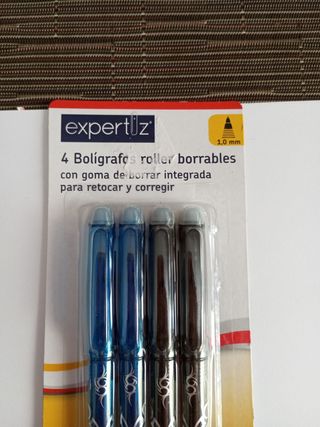 expertiz
4 Bolígrafos roller borrables
con goma de borrar integrada
para retocar y corregir
1.0 mm